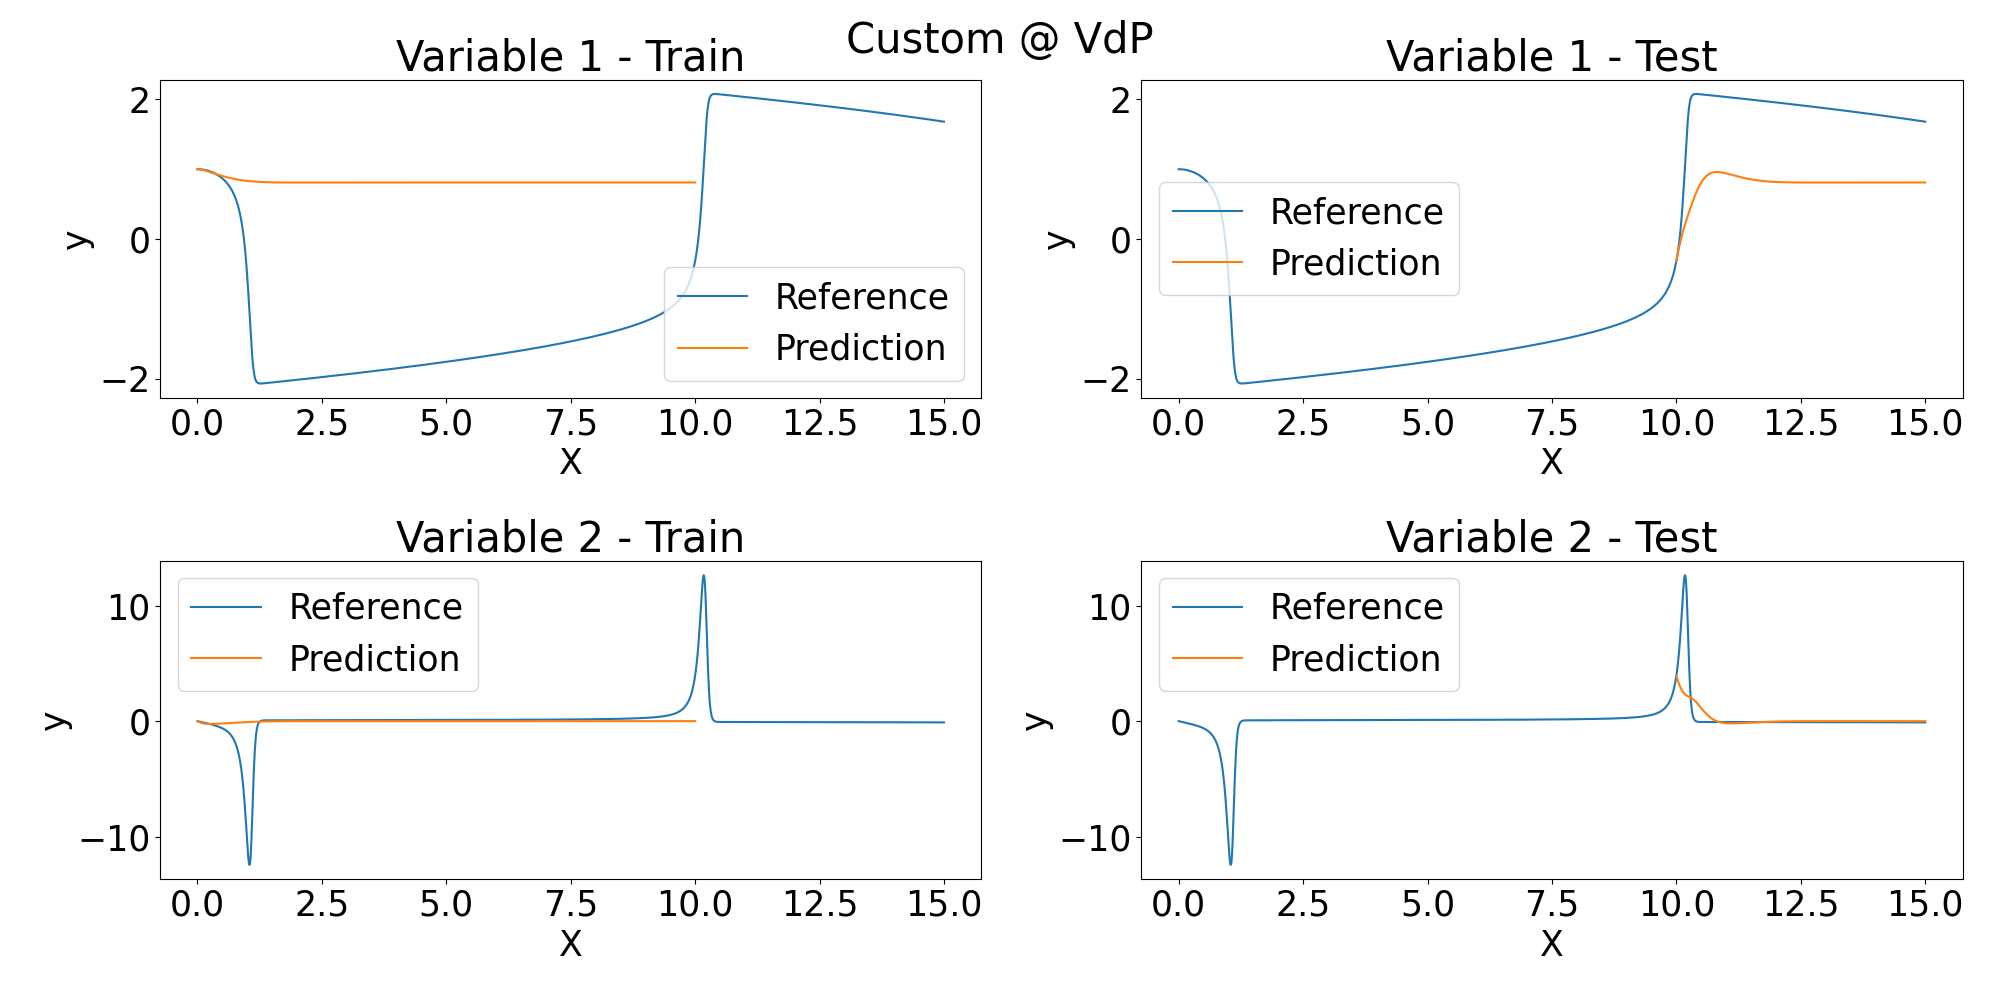 Custom @ VdP
Variable 1 - Train
2
0
−2
y
Reference
Prediction
0.0 2.5 5.0 7.5 10.0 12.5 15.0
X
Variable 1 - Test
2
0
−2
y
Reference
Prediction
0.0 2.5 5.0 7.5 10.0 12.5 15.0
X
Variable 2 - Train
10
0
−10
y
Reference
Prediction
0.0 2.5 5.0 7.5 10.0 12.5 15.0
X
Variable 2 - Test
10
0
−10
y
Reference
Prediction
0.0 2.5 5.0 7.5 10.0 12.5 15.0
X